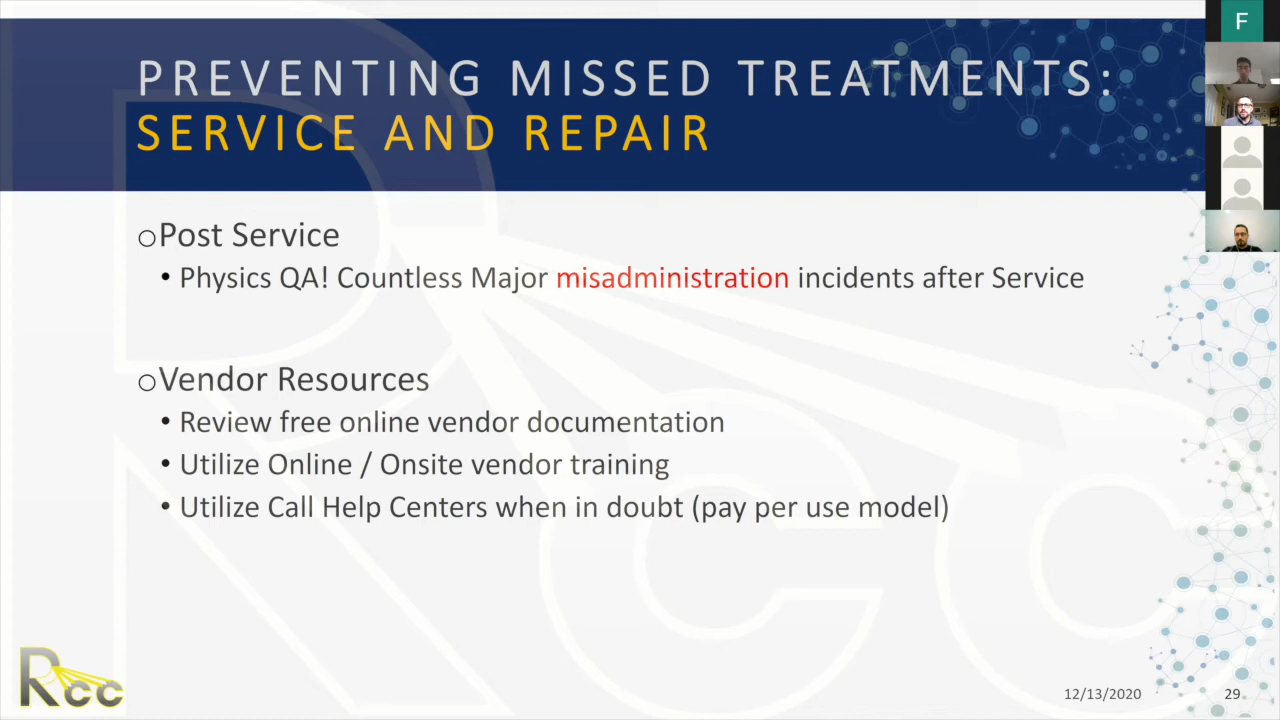 F
PREVENTING MISSED TREATMENTS:
SERVICE AND REPAIR
oPost Service
• Physics QA! Countless Major misadministration incidents after Service
oVendor Resources
• Review free online vendor documentation
• Utilize Online / Onsite vendor training
• Utilize Call Help Centers when in doubt (pay per use model)
Rcc
12/13/2020
29